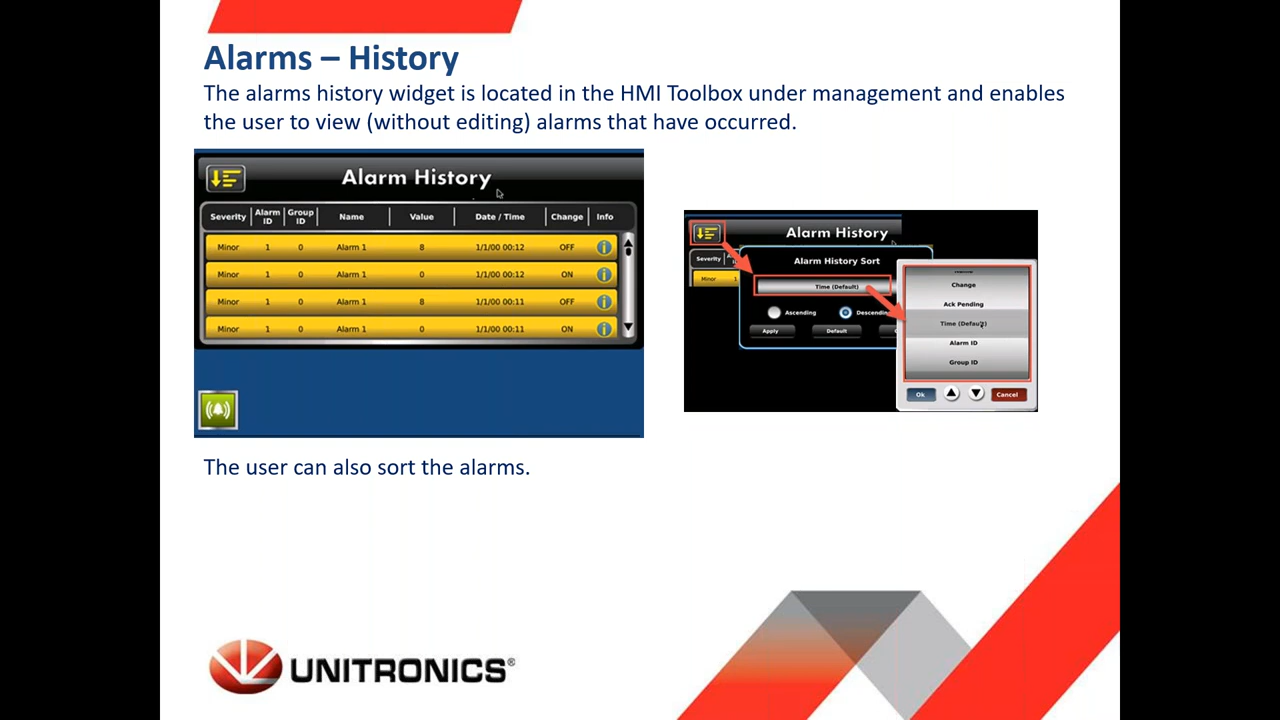 Alarms – History
The alarms history widget is located in the HMI Toolbox under management and enables
the user to view (without editing) alarms that have occurred.
Alarm History
Severity Alarm ID Group ID Name Value Date / Time Change Info
Minor 1 0 Alarm 1 8 1/1/00 00:12 OFF
Minor 1 0 Alarm 1 0 1/1/00 00:12 ON
Minor 1 0 Alarm 1 8 1/1/00 00:11 OFF
Minor 1 0 Alarm 1 0 1/1/00 00:11 ON
Alarm History
Severity
Minor 1
Alarm History Sort
Time (Default)
Ascending Descending
Apply Default
Change
Ack Pending
Time (Default)
Alarm ID
Group ID
Ok Cancel
The user can also sort the alarms.
UNITRONICS®